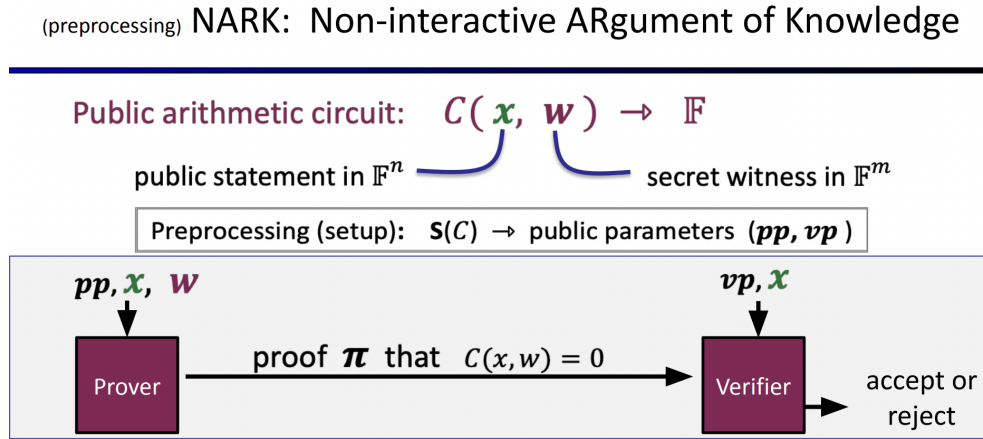 (preprocessing) NARK: Non-interactive ARgument of Knowledge
Public arithmetic circuit: C( x, w ) → 𝔽
public statement in 𝔽ⁿ secret witness in 𝔽ᵐ
Preprocessing (setup): S(C) → public parameters (pp, vp )
pp, x, w vp, x
proof π that C(x, w) = 0
Prover Verifier
accept or
reject